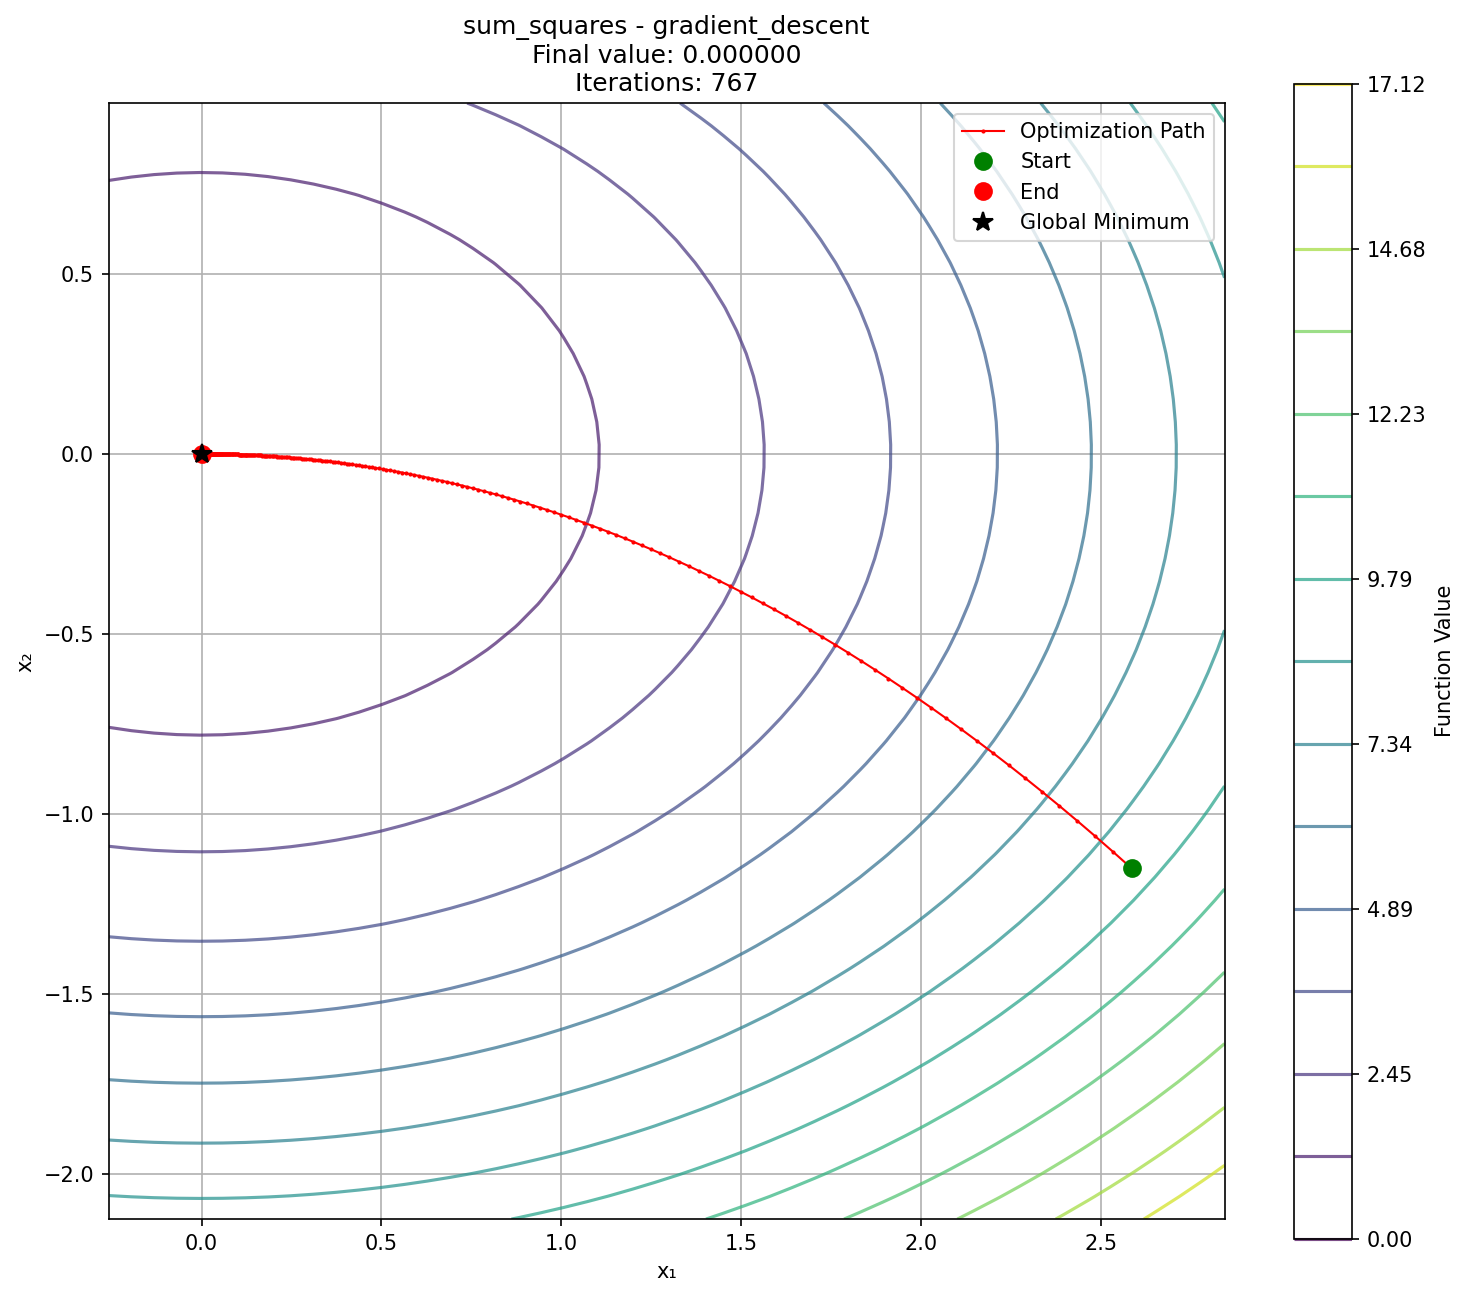 sum_squares - gradient_descent
Final value: 0.000000
Iterations: 767
Optimization Path
Start
End
Global Minimum
0.5
0.0
−0.5
−1.0
−1.5
−2.0
x₂
0.0
0.5
1.0
1.5
2.0
2.5
x₁
17.12
14.68
12.23
9.79
7.34
4.89
2.45
0.00
Function Value